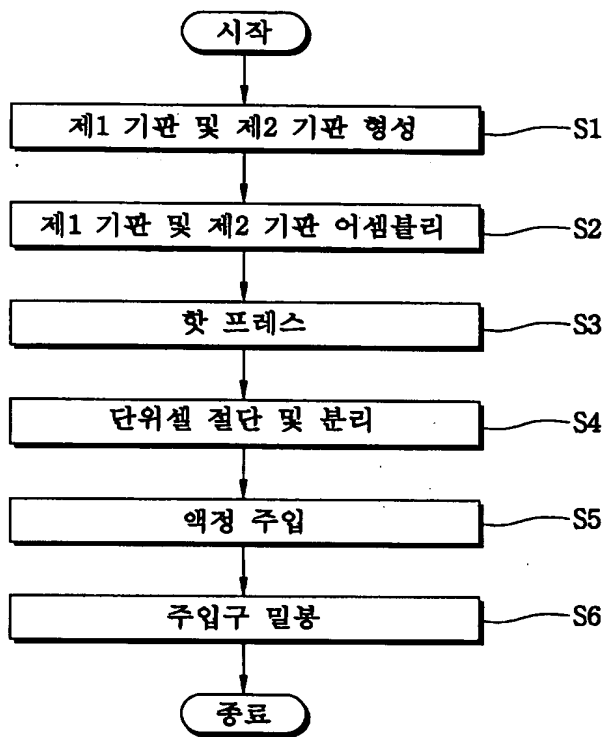 시작
제1 기판 및 제2 기판 형성 S1
제1 기판 및 제2 기판 어셈블리 S2
핫 프레스 S3
단위셀 절단 및 분리 S4
액정 주입 S5
주입구 밀봉 S6
종료